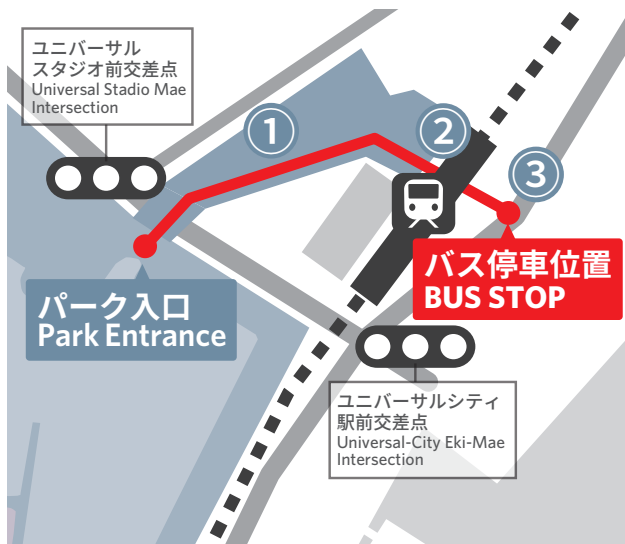 ユニバーサル
スタジオ前交差点
Universal Stadio Mae
Intersection
①
②
③
バス停車位置
BUS STOP
パーク入口
Park Entrance
ユニバーサルシティ
駅前交差点
Universal-City Eki-Mae
Intersection